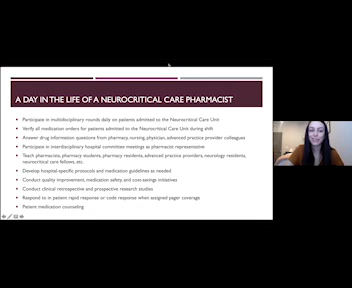 A DAY IN THE LIFE OF A NEUROCRITICAL CARE PHARMACIST
Participate in multidisciplinary rounds daily on patients admitted to the Neurocritical Care Unit
Verify all medication orders for patients admitted to the Neurocritical Care Unit during shift
Answer drug information questions from pharmacy, nursing, physician, advanced practice provider colleagues
Participate in interdisciplinary hospital committee meetings as pharmacist representative
Teach pharmacists, pharmacy students, pharmacy residents, advanced practice providers, neurology residents,
neurocritical care fellows, etc.
Develop hospital-specific protocols and medication guidelines as needed
Conduct quality improvement, medication safety, and cost-savings initiatives
Conduct clinical retrospective and prospective research studies
Respond to in patient rapid response or code response when assigned pager coverage
Patient medication counseling